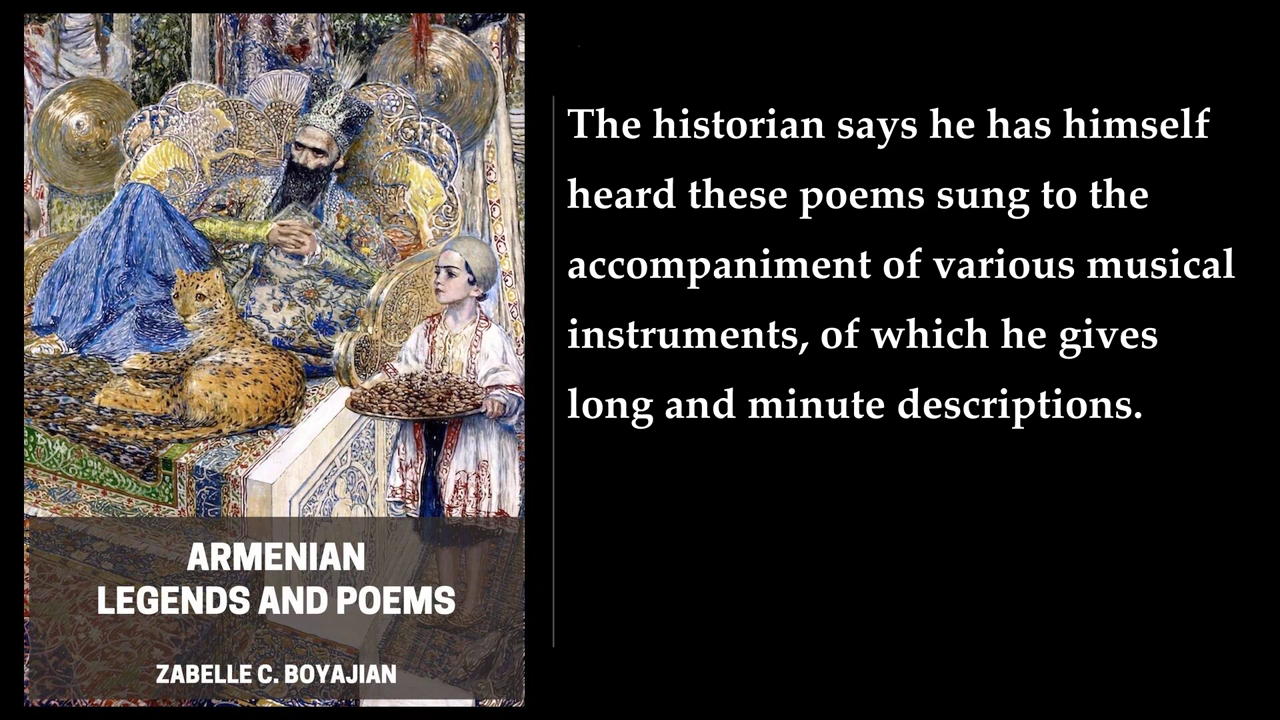 ARMENIAN
LEGENDS AND POEMS
ZABELLE C. BOYAJIAN
The historian says he has himself
heard these poems sung to the
accompaniment of various musical
instruments, of which he gives
long and minute descriptions.